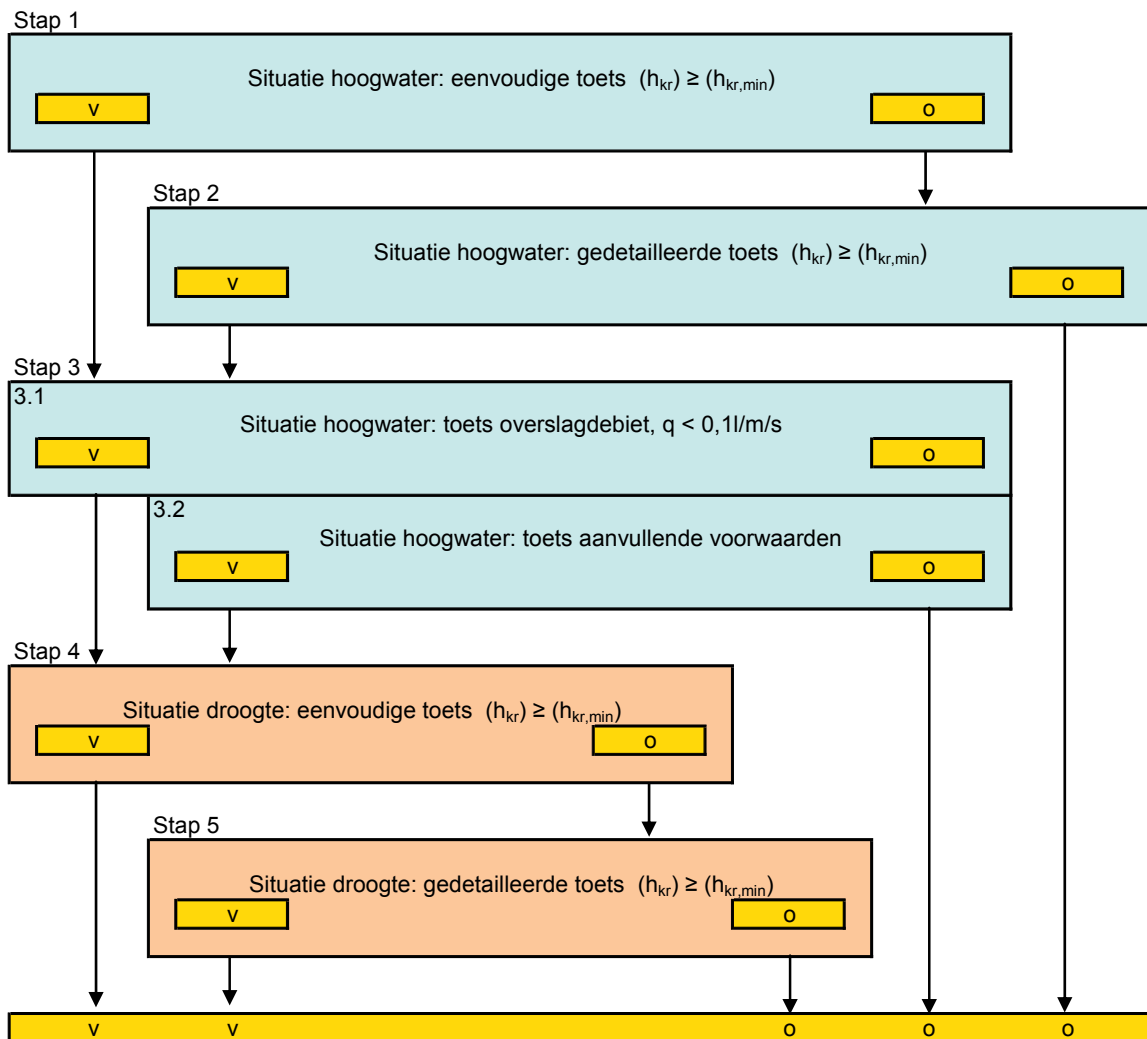 Stap 1
Situatie hoogwater: eenvoudige toets (hkr) ≥ (hkr,min)
v o
Stap 2
Situatie hoogwater: gedetailleerde toets (hkr) ≥ (hkr,min)
v o
Stap 3
3.1
Situatie hoogwater: toets overslagdebiet, q < 0,1l/m/s
v o
3.2
Situatie hoogwater: toets aanvullende voorwaarden
v o
Stap 4
Situatie droogte: eenvoudige toets (hkr) ≥ (hkr,min)
v o
Stap 5
Situatie droogte: gedetailleerde toets (hkr) ≥ (hkr,min)
v o
v v o o o